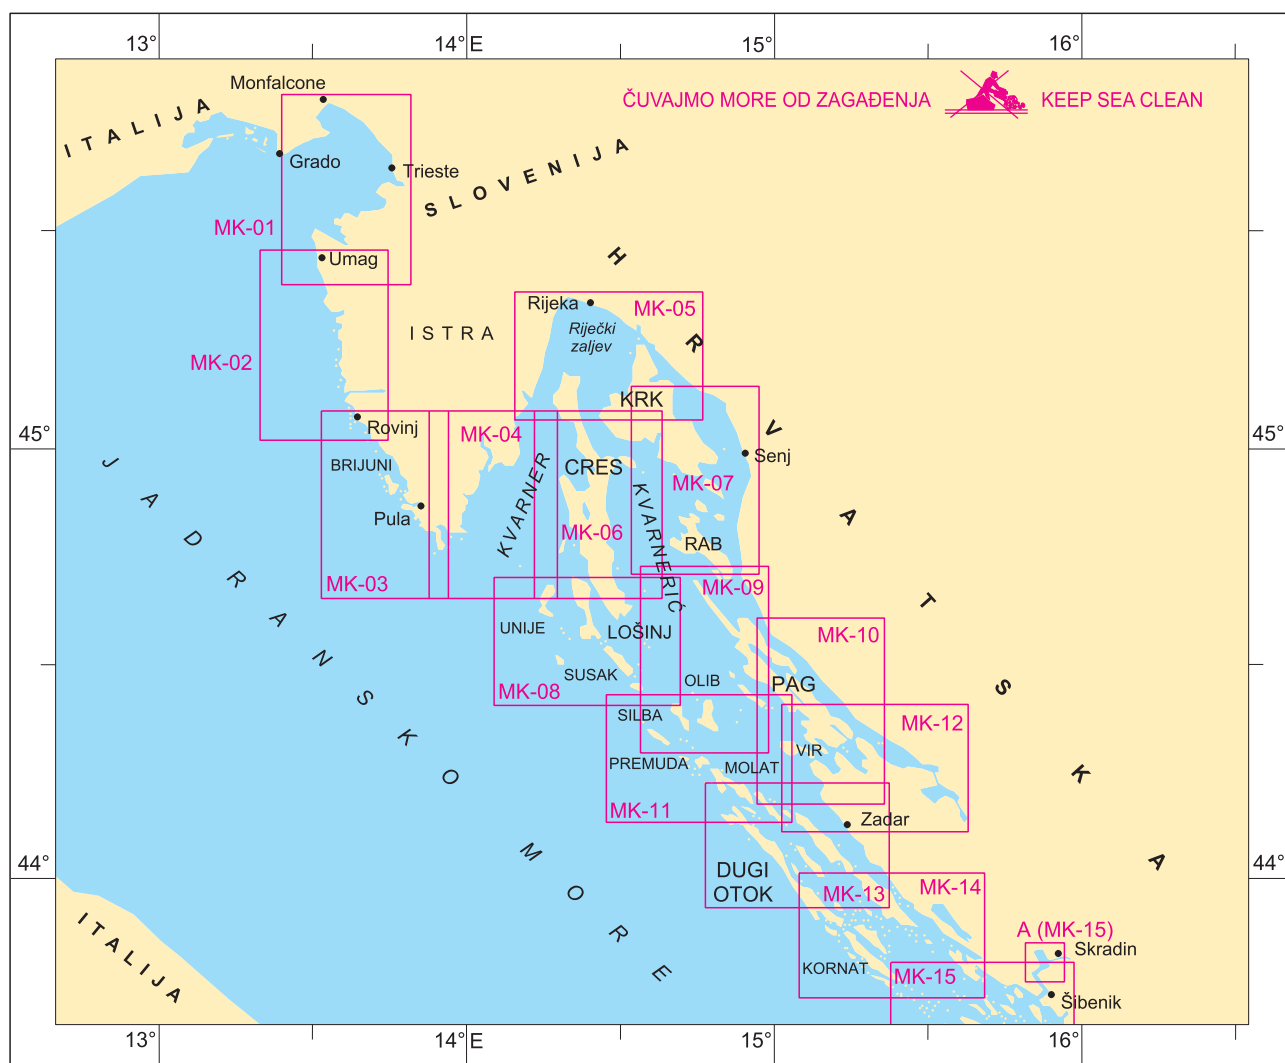 13°
14°E
15°
16°
Monfalcone
ČUVAJMO MORE OD ZAGAĐENJA
KEEP SEA CLEAN
ITALIJA
Grado
Trieste
SLOVENIJA
MK-01
Umag
HRVATSKA
Rijeka
MK-05
Riječki
zaljev
ISTRA
MK-02
KRK
Rovinj
MK-04
45°
45°
Senj
BRIJUNI
CRES
KVARNER
MK-07
KVARNERIĆ
Pula
MK-06
RAB
JADRANSKO MORE
MK-03
MK-09
UNIJE
LOŠINJ
MK-10
SUSAK
OLIB
PAG
MK-08
SILBA
MK-12
VIR
PREMUDA
MOLAT
MK-11
Zadar
44°
44°
DUGI
OTOK
MK-13
MK-14
A (MK-15)
Skradin
KORNAT
MK-15
Šibenik
ITALIJA
13°
14°E
15°
16°